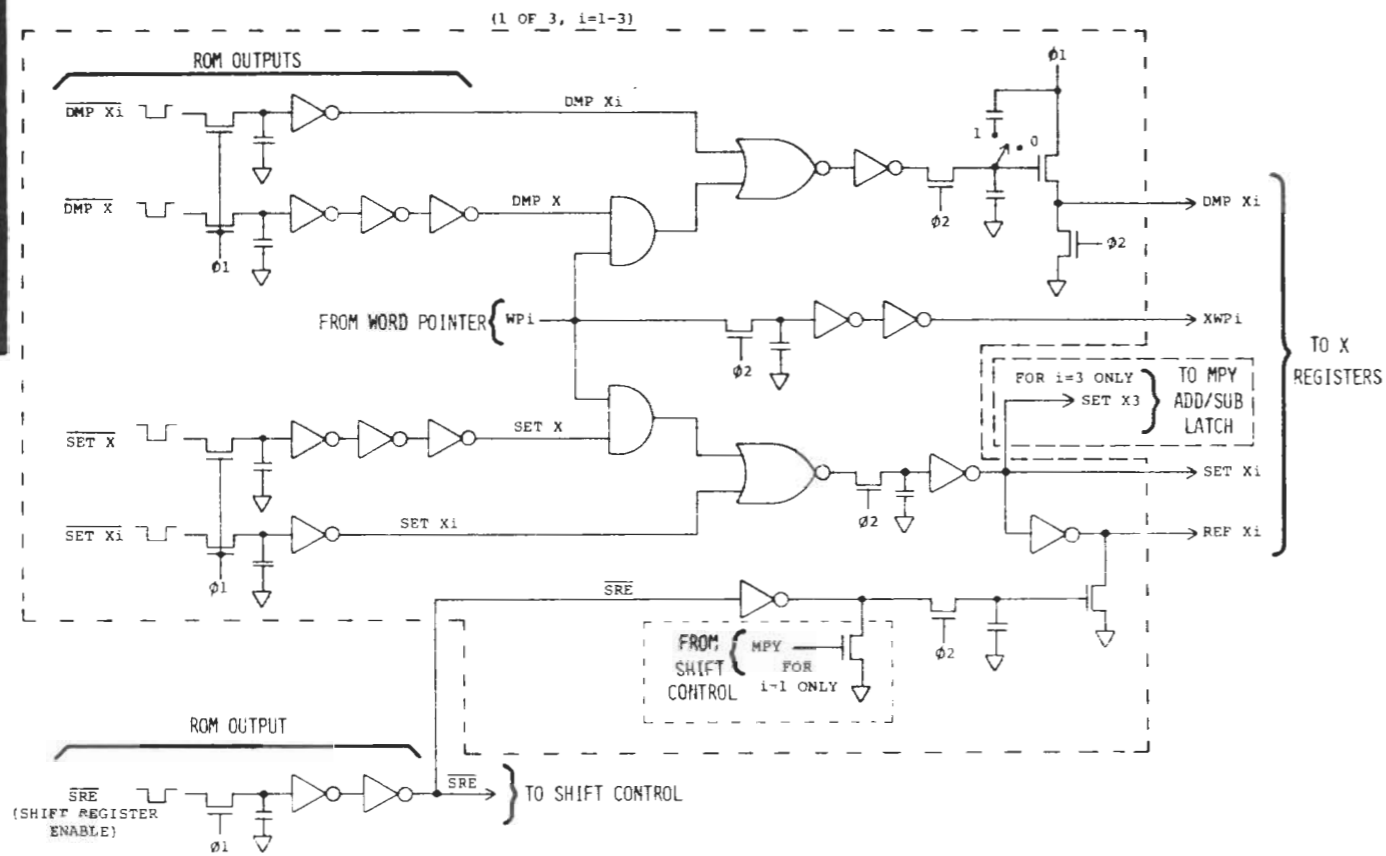 (1 OF 3, i=1-3)
ROM OUTPUTS
Ø1
DMP Xi
DMP Xi
1
0
DMP X
DMP X
Ø2
DMP Xi
Ø1
Ø2
FROM WORD POINTER { WPi
XWPi
Ø2
TO X
REGISTERS
FOR i=3 ONLY
SET X3
TO MPY
ADD/SUB
LATCH
SET X
SET X
SET Xi
Ø2
SET Xi
SET Xi
REF Xi
Ø1
SRE
FROM
SHIFT
CONTROL
MPY
FOR
i=1 ONLY
Ø2
ROM OUTPUT
SRE
(SHIFT REGISTER
ENABLE)
SRE
TO SHIFT CONTROL
Ø1